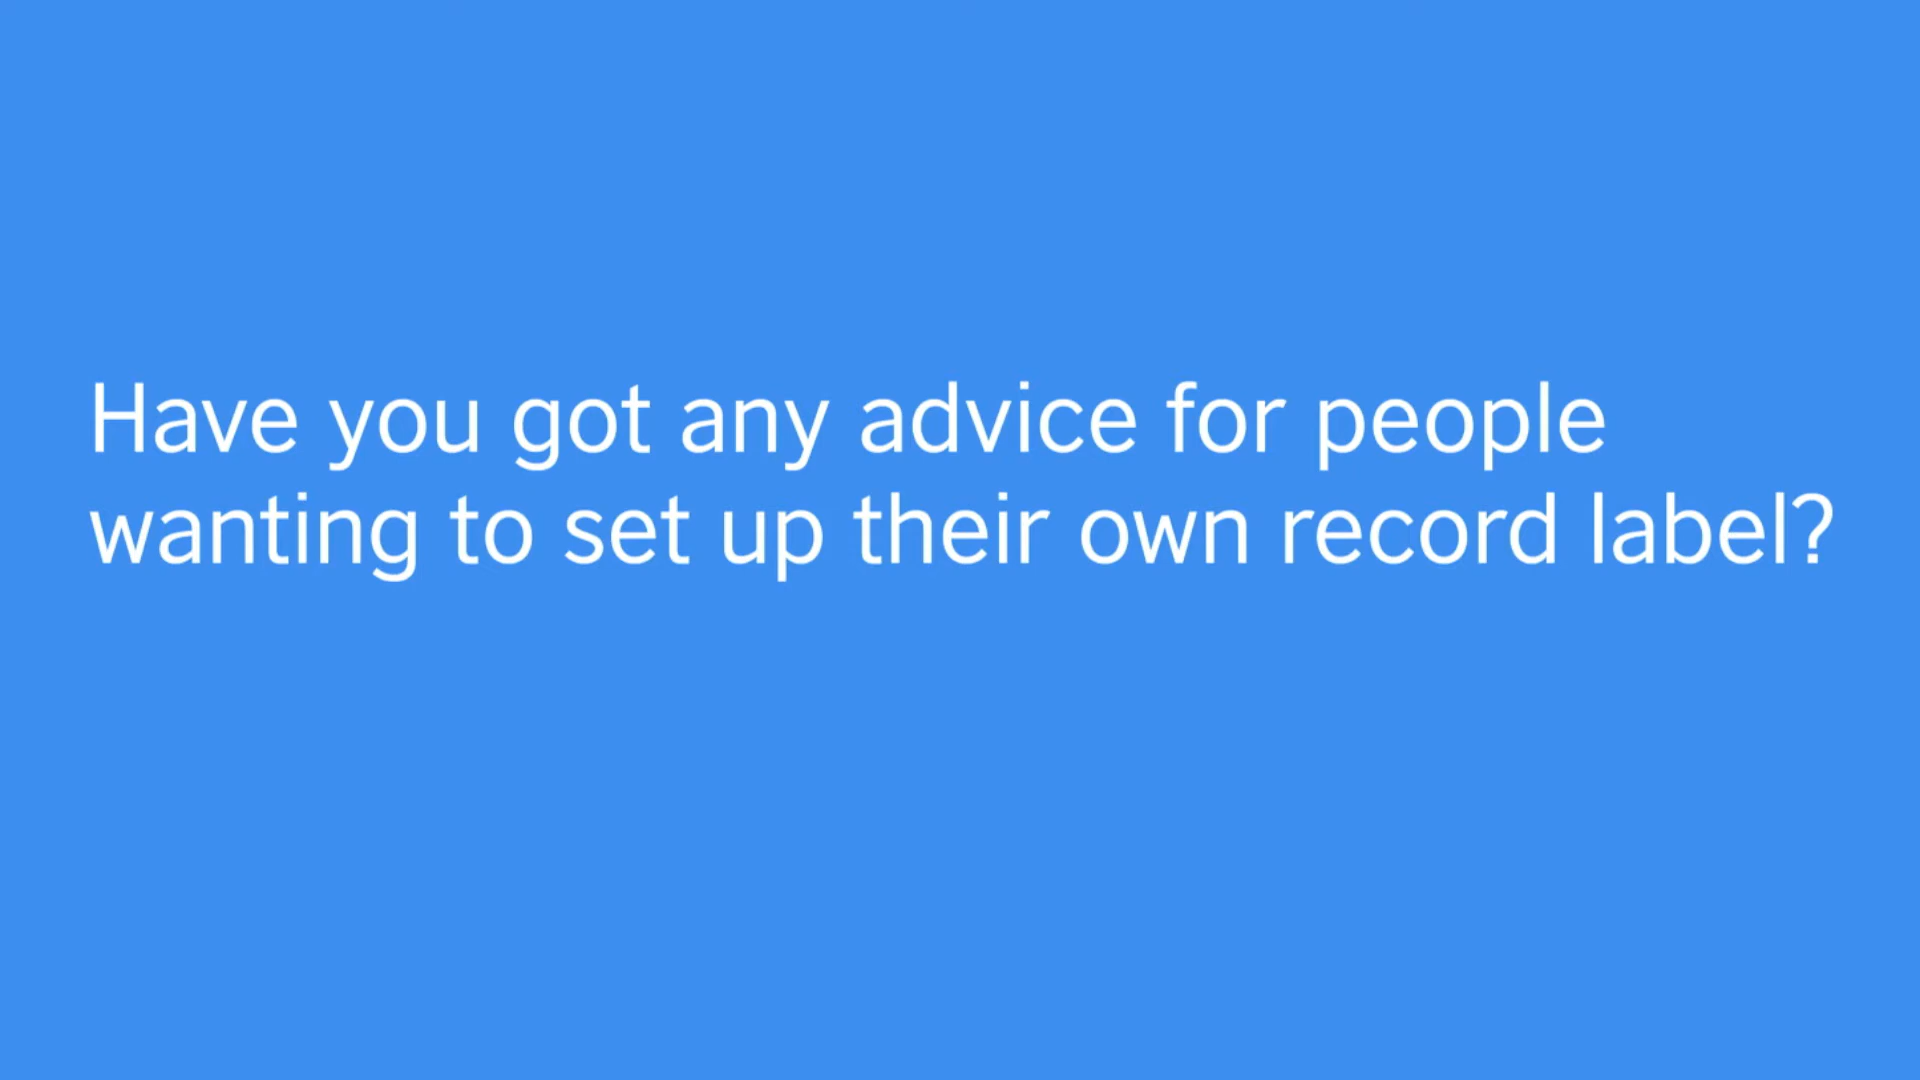 Have you got any advice for people
wanting to set up their own record label?